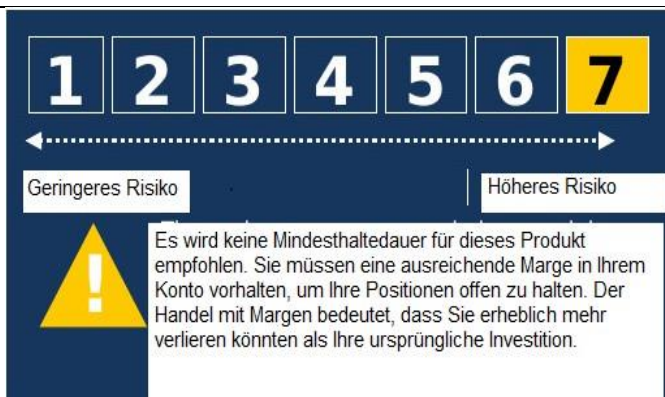 1 2 3 4 5 6 7
Geringeres Risiko Höheres Risiko
!
Es wird keine Mindesthaltedauer für dieses Produkt
empfohlen. Sie müssen eine ausreichende Marge in Ihrem
Konto vorhalten, um Ihre Positionen offen zu halten. Der
Handel mit Margen bedeutet, dass Sie erheblich mehr
verlieren könnten als Ihre ursprüngliche Investition.